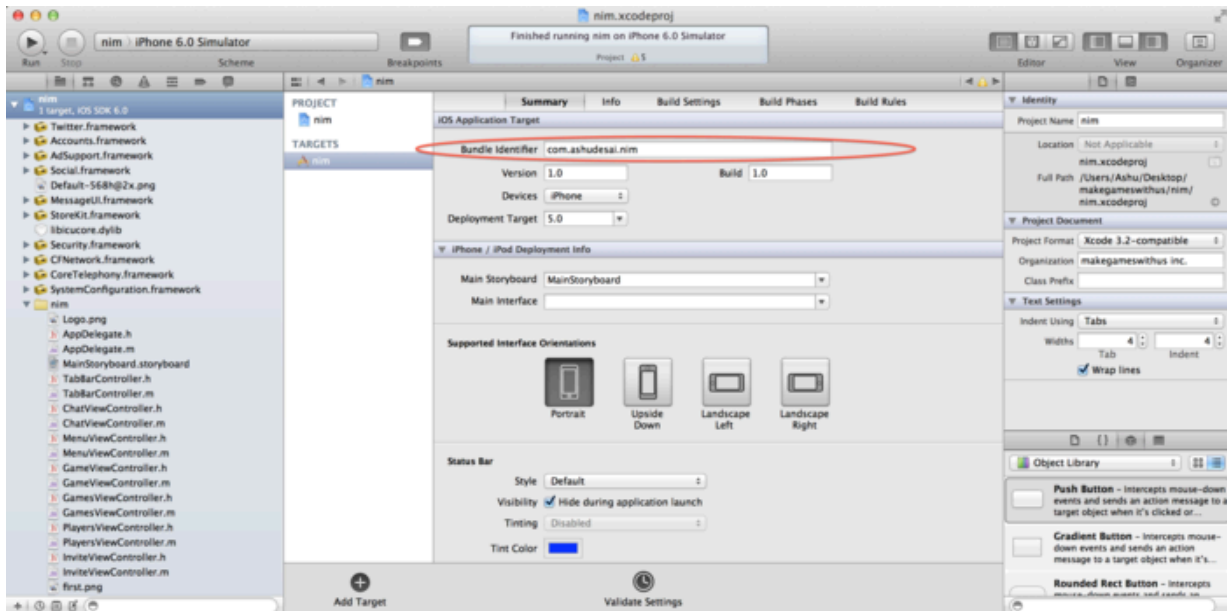 nim.xcodeproj
nim
iPhone 6.0 Simulator
Finished running nim on iPhone 6.0 Simulator
Project 5
Run
Stop
Scheme
Breakpoints
Editor
View
Organizer
nim
nim
1 target, iOS SDK 6.0
Twitter.framework
Accounts.framework
AdSupport.framework
Social.framework
Default-568h@2x.png
MessageUI.framework
StoreKit.framework
libicucore.dylib
Security.framework
CFNetwork.framework
CoreTelephony.framework
SystemConfiguration.framework
nim
Logo.png
AppDelegate.h
AppDelegate.m
MainStoryboard.storyboard
TabBarController.h
TabBarController.m
ChatViewController.h
ChatViewController.m
MenuViewController.h
MenuViewController.m
GameViewController.h
GameViewController.m
GamesViewController.h
GamesViewController.m
PlayersViewController.h
PlayersViewController.m
InviteViewController.h
InviteViewController.m
first.png
PROJECT
nim
TARGETS
nim
Summary
Info
Build Settings
Build Phases
Build Rules
iOS Application Target
Bundle Identifier com.ashudesai.nim
Version 1.0
Build 1.0
Devices iPhone
Deployment Target 5.0
iPhone / iPod Deployment Info
Main Storyboard MainStoryboard
Main Interface
Supported Interface Orientations
Portrait
Upside Down
Landscape Left
Landscape Right
Status Bar
Style Default
Visibility Hide during application launch
Tinting Disabled
Tint Color
Add Target
Validate Settings
Identity
Project Name nim
Location Not Applicable
nim.xcodeproj
Full Path /Users/Ashu/Desktop/
makegameswithus/nim/
nim.xcodeproj
Project Document
Project Format Xcode 3.2-compatible
Organization makegameswithus inc.
Class Prefix
Text Settings
Indent Using Tabs
Widths 4 4
Tab Indent
Wrap lines
{}
Object Library
Push Button - Intercepts mouse-down
events and sends an action message to a
target object when it's clicked or...
Gradient Button - Intercepts mouse-
down events and sends an action
message to a target object when it's...
Rounded Rect Button - Intercepts
mouse-down events and sends an